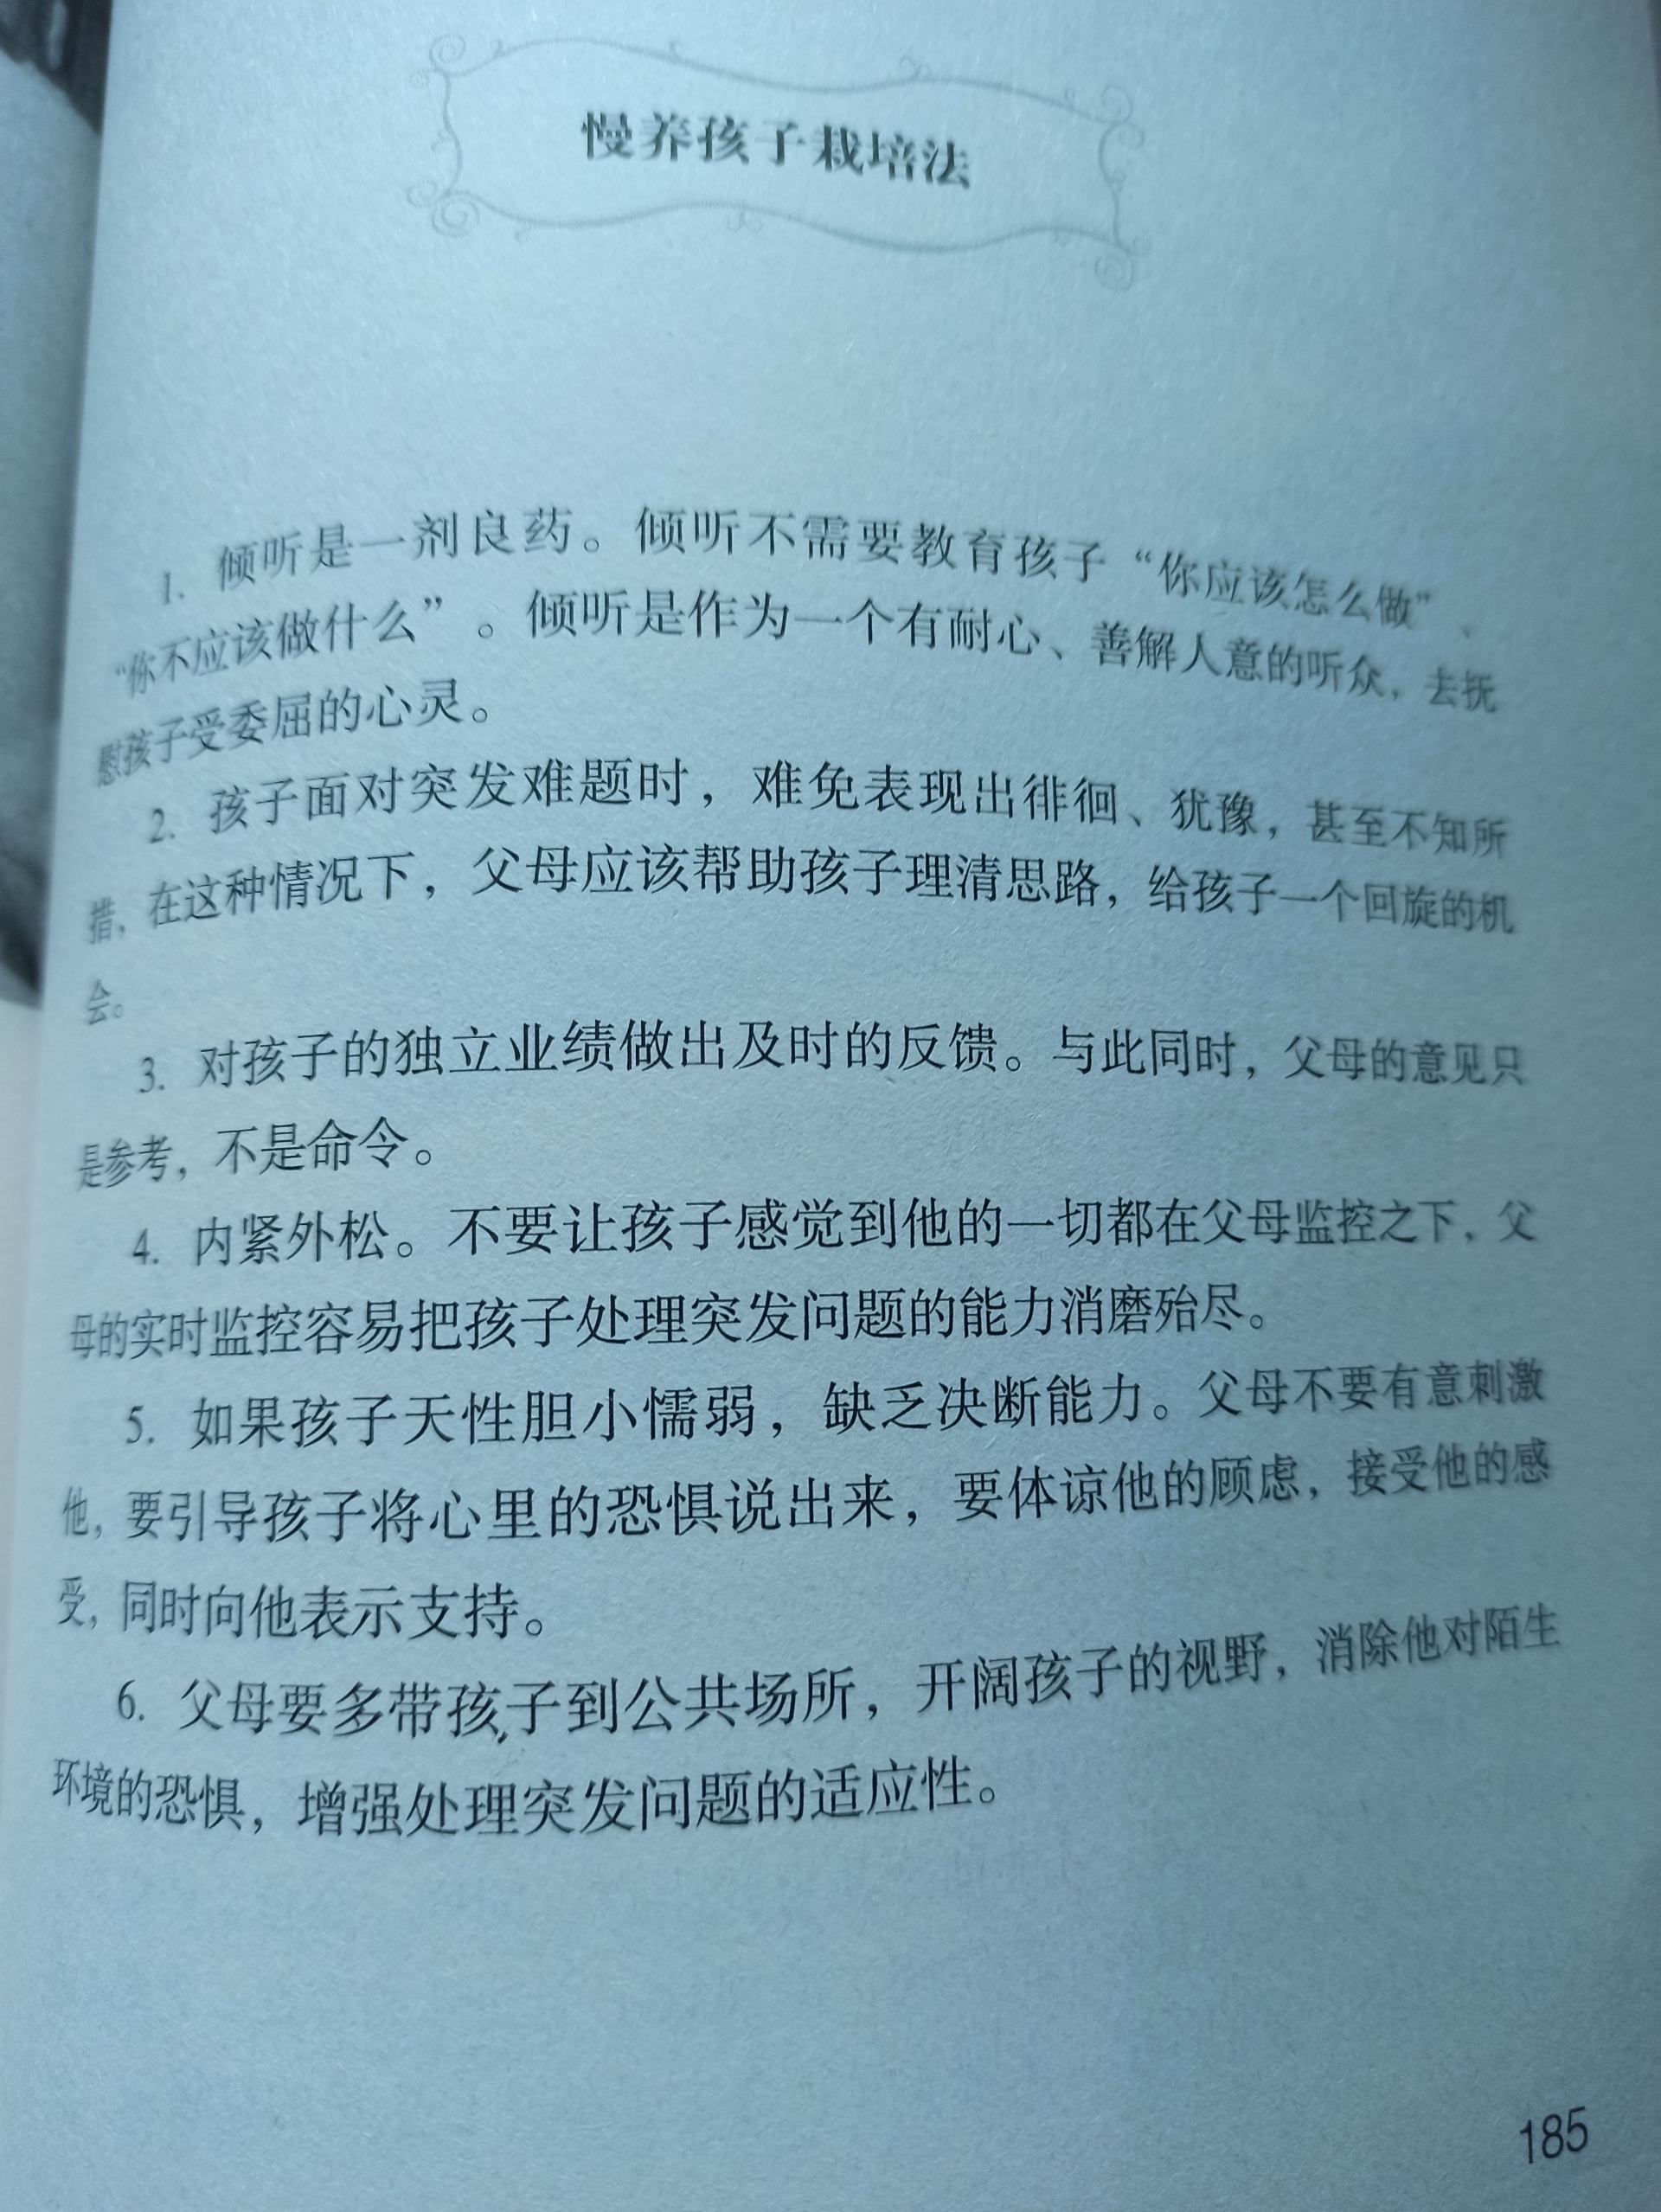 慢养孩子栽培法
1. 倾听是一剂良药。倾听不需要教育孩子“你应该怎么做”、
“你不应该做什么”。倾听是作为一个有耐心、善解人意的听众，去抚
慰孩子受委屈的心灵。
2. 孩子面对突发难题时，难免表现出徘徊、犹豫，甚至不知所
措，在这种情况下，父母应该帮助孩子理清思路，给孩子一个回旋的机
会。
3. 对孩子的独立业绩做出及时的反馈。与此同时，父母的意见只
是参考，不是命令。
4. 内紧外松。不要让孩子感觉到他的一切都在父母监控之下，父
母的实时监控容易把孩子处理突发问题的能力消磨殆尽。
5. 如果孩子天性胆小懦弱，缺乏决断能力。父母不要有意刺激
他，要引导孩子将心里的恐惧说出来，要体谅他的顾虑，接受他的感
受，同时向他表示支持。
6. 父母要多带孩子到公共场所，开阔孩子的视野，消除他对陌生
环境的恐惧，增强处理突发问题的适应性。
185